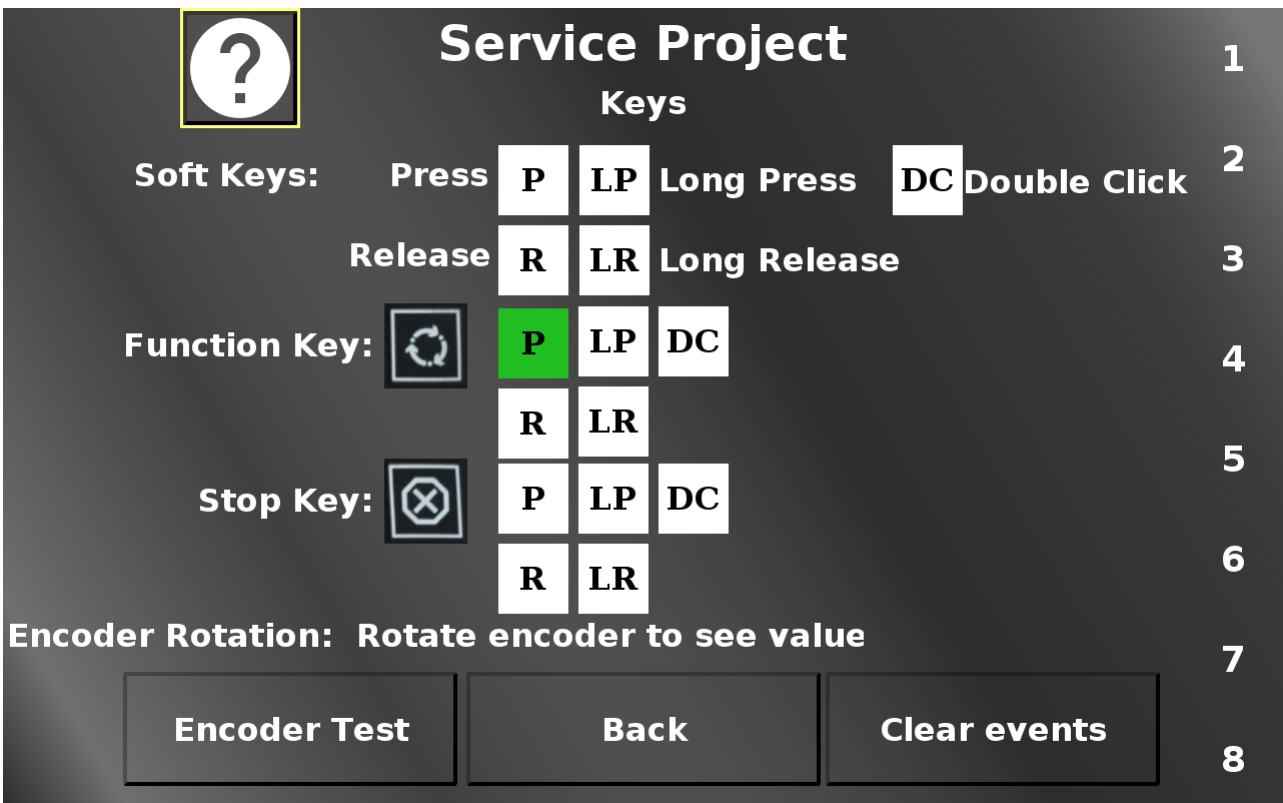 ?
Service Project
1
Keys
Soft Keys: Press P LP Long Press DC Double Click
2
Release R LR Long Release
3
Function Key: P LP DC
4
R LR
5
Stop Key: P LP DC
6
R LR
Encoder Rotation: Rotate encoder to see value
7
Encoder Test Back Clear events
8